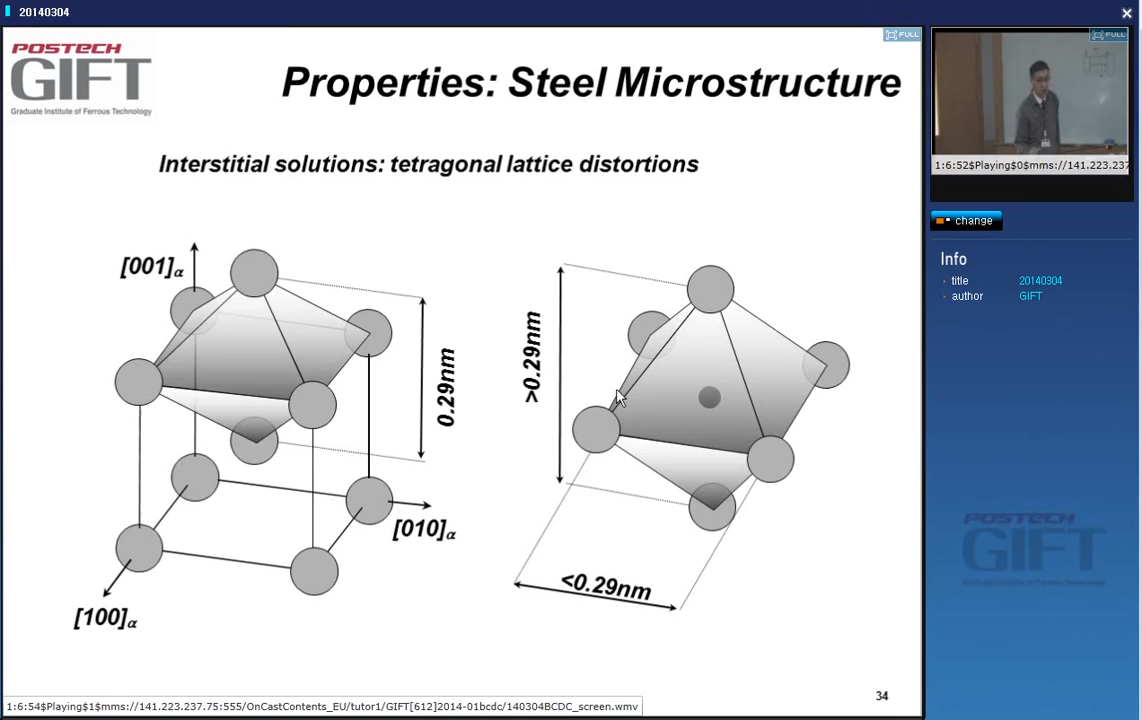 20140304
POSTECH
GIFT
Graduate Institute of Ferrous Technology
FULL
Properties: Steel Microstructure
Interstitial solutions: tetragonal lattice distortions
[001]α
0.29nm
[010]α
[100]α
>0.29nm
<0.29nm
34
1:6:54$Playing$1$mms://141.223.237.75:555/OnCastContents_EU/tutor1/GIFT[612]2014-01bcdc/140304BCDC_screen.wmv
FULL
1:6:52$Playing$0$mms://141.223.237
change
Info
title 20140304
author GIFT
POSTECH
GIFT